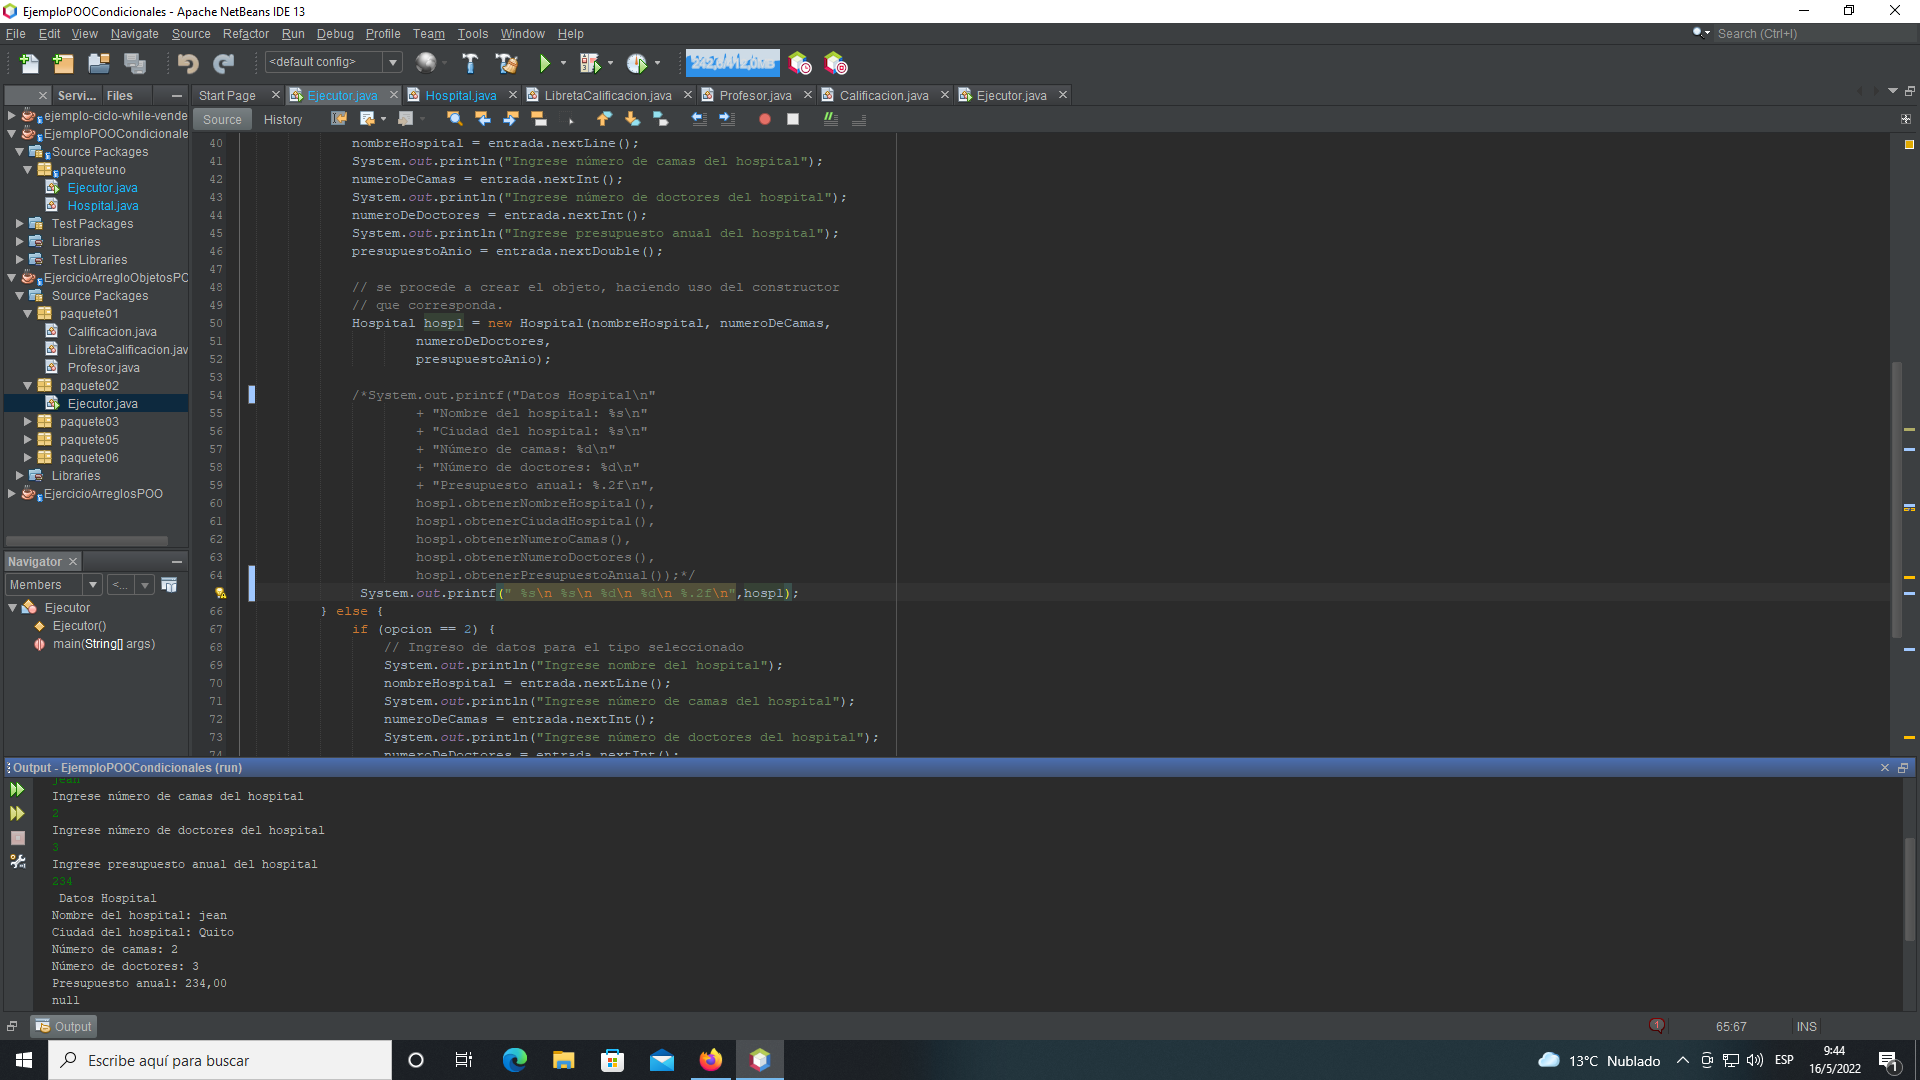 EjemploPOOCondicionales - Apache NetBeans IDE 13
File Edit View Navigate Source Refactor Run Debug Profile Team Tools Window Help
Search (Ctrl+I)
<default config>
Servi... Files
Start Page Ejecutor.java Hospital.java LibretaCalificacion.java Profesor.java Calificacion.java Ejecutor.java
Source History
ejemplo-ciclo-while-vende
EjemploPOOCondicionale
Source Packages
paqueteuno
Ejecutor.java
Hospital.java
Test Packages
Libraries
Test Libraries
EjercicioArregloObjetosPO
Source Packages
paquete01
Calificacion.java
LibretaCalificacion.jav
Profesor.java
paquete02
Ejecutor.java
paquete03
paquete05
paquete06
Libraries
EjercicioArreglosPOO
Navigator
Members <...
Ejecutor
Ejecutor()
main(String[] args)
40 nombreHospital = entrada.nextLine();
41 System.out.println("Ingrese número de camas del hospital");
42 numeroDeCamas = entrada.nextInt();
43 System.out.println("Ingrese número de doctores del hospital");
44 numeroDeDoctores = entrada.nextInt();
45 System.out.println("Ingrese presupuesto anual del hospital");
46 presupuestoAnio = entrada.nextDouble();
47
48 // se procede a crear el objeto, haciendo uso del constructor
49 // que corresponda.
50 Hospital hosp1 = new Hospital(nombreHospital, numeroDeCamas,
51 numeroDeDoctores,
52 presupuestoAnio);
53
54 /*System.out.printf("Datos Hospital\n"
55 + "Nombre del hospital: %s\n"
56 + "Ciudad del hospital: %s\n"
57 + "Número de camas: %d\n"
58 + "Número de doctores: %d\n"
59 + "Presupuesto anual: %.2f\n",
60 hosp1.obtenerNombreHospital(),
61 hosp1.obtenerCiudadHospital(),
62 hosp1.obtenerNumeroCamas(),
63 hosp1.obtenerNumeroDoctores(),
64 hosp1.obtenerPresupuestoAnual());*/
System.out.printf(" %s\n %s\n %d\n %d\n %.2f\n",hosp1);
66 } else {
67 if (opcion == 2) {
68 // Ingreso de datos para el tipo seleccionado
69 System.out.println("Ingrese nombre del hospital");
70 nombreHospital = entrada.nextLine();
71 System.out.println("Ingrese número de camas del hospital");
72 numeroDeCamas = entrada.nextInt();
73 System.out.println("Ingrese número de doctores del hospital");
74 numeroDeDoctores = entrada.nextInt();
Output - EjemploPOOCondicionales (run)
jean
Ingrese número de camas del hospital
2
Ingrese número de doctores del hospital
3
Ingrese presupuesto anual del hospital
234
Datos Hospital
Nombre del hospital: jean
Ciudad del hospital: Quito
Número de camas: 2
Número de doctores: 3
Presupuesto anual: 234,00
null
Output
1 65:67 INS
Escribe aquí para buscar
13°C Nublado ESP 9:44
16/5/2022 1